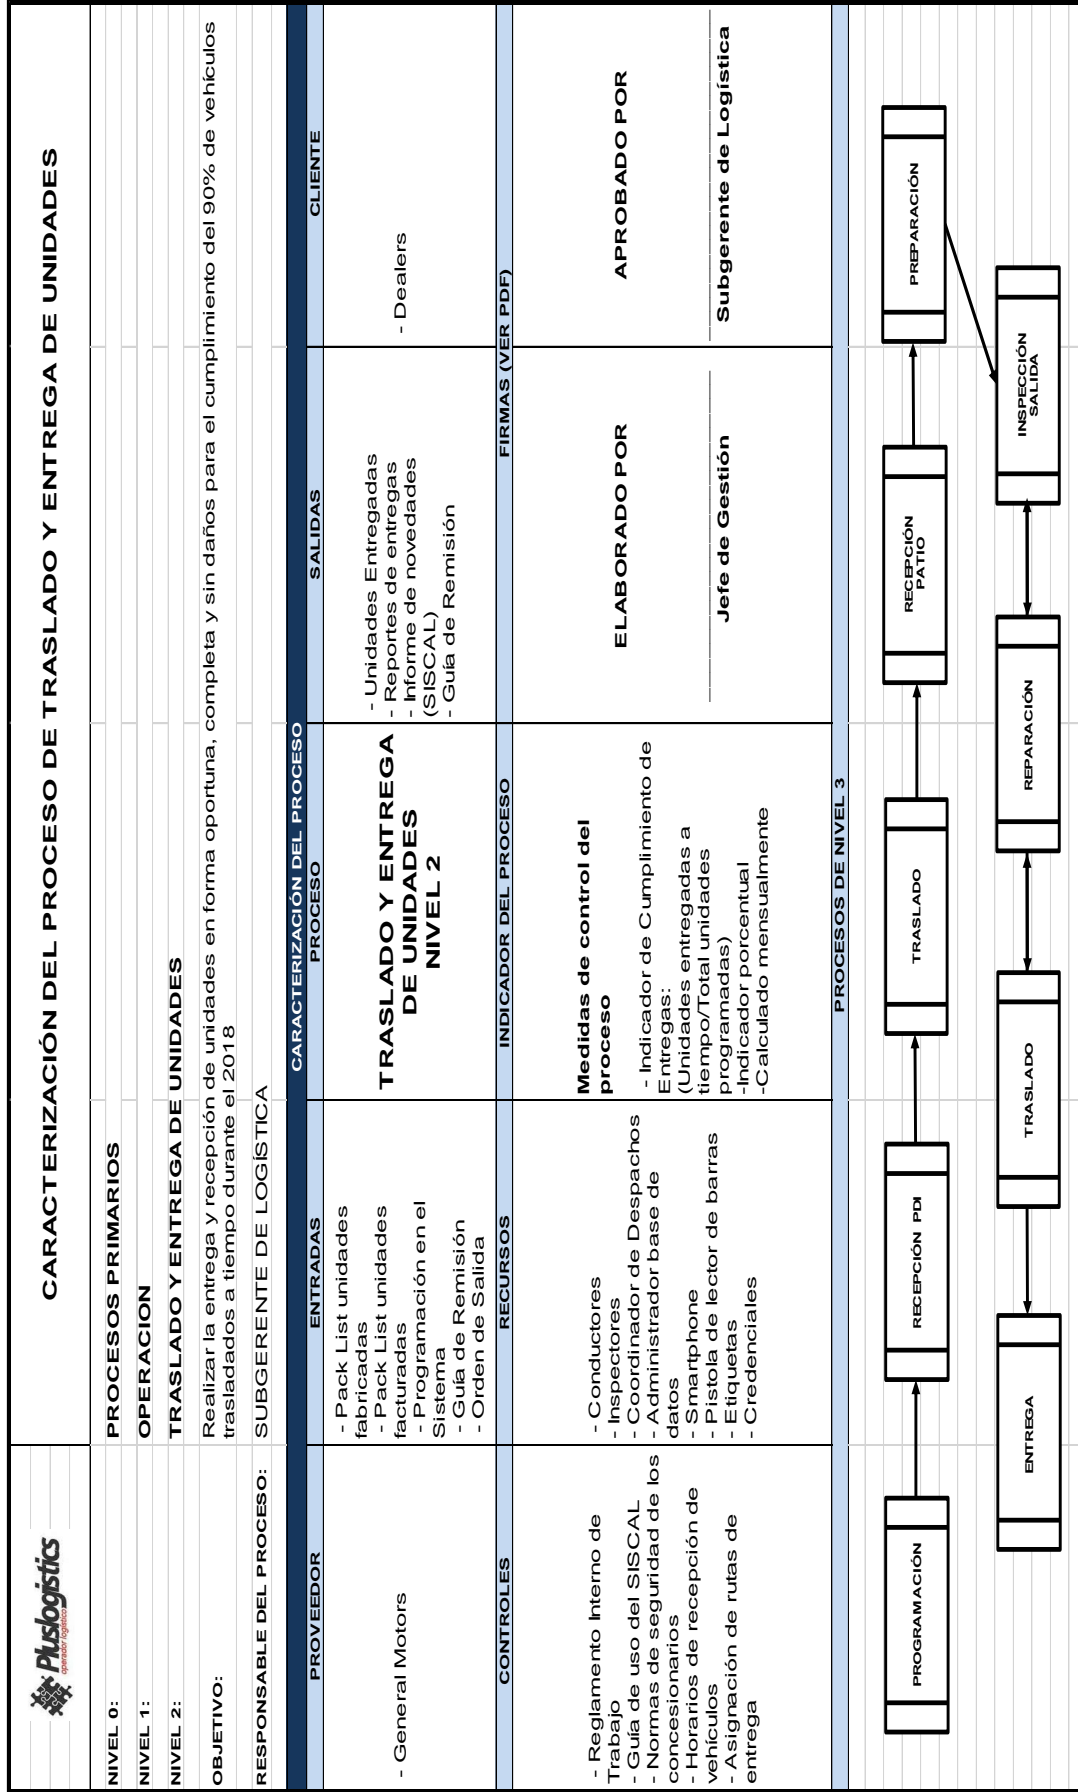 Pluslogistics
operador logístico
CARACTERIZACIÓN DEL PROCESO DE TRASLADO Y ENTREGA DE UNIDADES
NIVEL 0: PROCESOS PRIMARIOS
NIVEL 1: OPERACION
NIVEL 2: TRASLADO Y ENTREGA DE UNIDADES
OBJETIVO: Realizar la entrega y recepción de unidades en forma oportuna, completa y sin daños para el cumplimiento del 90% de vehículos
trasladados a tiempo durante el 2018
RESPONSABLE DEL PROCESO: SUBGERENTE DE LOGÍSTICA
CARACTERIZACIÓN DEL PROCESO
PROVEEDOR
ENTRADAS
PROCESO
SALIDAS
CLIENTE
- General Motors
- Pack List unidades
fabricadas
- Pack List unidades
facturadas
- Programación en el
Sistema
- Guía de Remisión
- Orden de Salida
TRASLADO Y ENTREGA
DE UNIDADES
NIVEL 2
- Unidades Entregadas
- Reportes de entregas
- Informe de novedades
(SISCAL)
- Guía de Remisión
- Dealers
CONTROLES
RECURSOS
INDICADOR DEL PROCESO
FIRMAS (VER PDF)
- Reglamento Interno de
Trabajo
- Guía de uso del SISCAL
- Normas de seguridad de los
concesionarios
- Horarios de recepción de
vehículos
- Asignación de rutas de
entrega
- Conductores
- Inspectores
- Coordinador de Despachos
- Administrador base de
datos
- Smartphone
- Pistola de lector de barras
- Etiquetas
- Credenciales
Medidas de control del
proceso
- Indicador de Cumplimiento de
Entregas:
(Unidades entregadas a
tiempo/Total unidades
programadas)
-Indicador porcentual
-Calculado mensualmente
ELABORADO POR
Jefe de Gestión
APROBADO POR
Subgerente de Logística
PROCESOS DE NIVEL 3
PROGRAMACIÓN
RECEPCIÓN PDI
TRASLADO
RECEPCIÓN
PATIO
PREPARACIÓN
ENTREGA
TRASLADO
REPARACIÓN
INSPECCIÓN
SALIDA